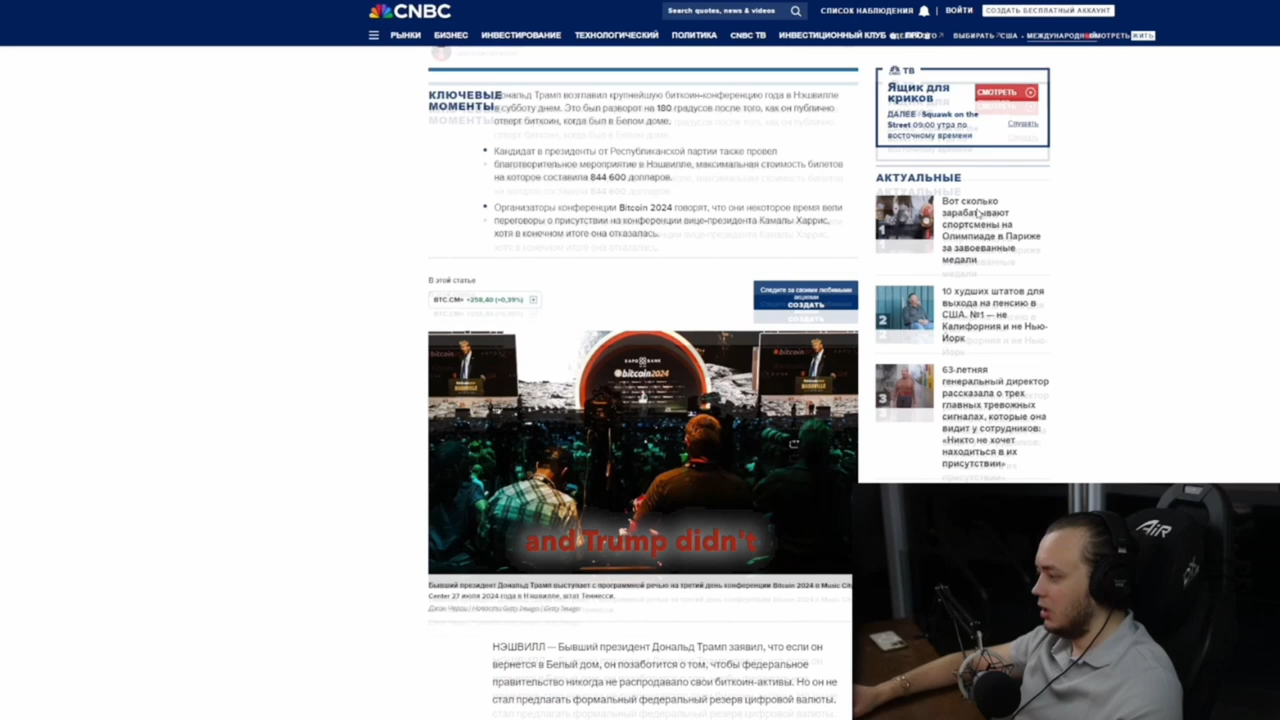 CNBC
Search quotes, news & videos
СПИСОК НАБЛЮДЕНИЯ
ВОЙТИ
СОЗДАТЬ БЕСПЛАТНЫЙ АККАУНТ
РЫНКИ
БИЗНЕС
ИНВЕСТИРОВАНИЕ
ТЕХНОЛОГИЧЕСКИЙ
ПОЛИТИКА
CNBC ТВ
ИНВЕСТИЦИОННЫЙ КЛУБ
ВЫБИРАТЬ
США
КЛЮЧЕВЫЕ
МОМЕНТЫ
Дональд Трамп возглавил крупнейшую биткоин-конференцию года в Нэшвилле
в субботу днем. Это был разворот на 180 градусов после того, как он публично
отверг биткоин, когда был в Белом доме.
Кандидат в президенты от Республиканской партии также провел
благотворительное мероприятие в Нэшвилле, максимальная стоимость билетов
на которое составила 844 600 долларов.
Организаторы конференции Bitcoin 2024 говорят, что они некоторое время вели
переговоры о присутствии на конференции вице-президента Камалы Харрис,
хотя в конечном итоге она отказалась.
В этой статье
BTC.CM= +258,40 (+0,39%)
Следите за своими любимыми
акциями
СОЗДАТЬ
bitcoin2024
and Trump didn't
Бывший президент Дональд Трамп выступает с программной речью на третий день конференции Bitcoin 2024 в Music City
Center 27 июля 2024 года в Нэшвилле, штат Теннесси.
НЭШВИЛЛ — Бывший президент Дональд Трамп заявил, что если он
вернется в Белый дом, он позаботится о том, чтобы федеральное
правительство никогда не распродавало свои биткоин-активы. Но он не
стал предлагать формальный федеральный резерв цифровой валюты.
ТВ
Ящик для
криков
СМОТРЕТЬ
ДАЛЕЕ Squawk on the
Street 09:00 утра по
восточному времени
Слушать
АКТУАЛЬНЫЕ
1
Вот сколько
зарабатывают
спортсмены на
Олимпиаде в Париже
за завоеванные
медали
2
10 худших штатов для
выхода на пенсию в
США. №1 — не
Калифорния и не Нью-
Йорк
3
63-летняя
генеральный директор
рассказала о трех
главных тревожных
сигналах, которые она
видит у сотрудников:
«Никто не хочет
находиться в их
присутствии»
AIR